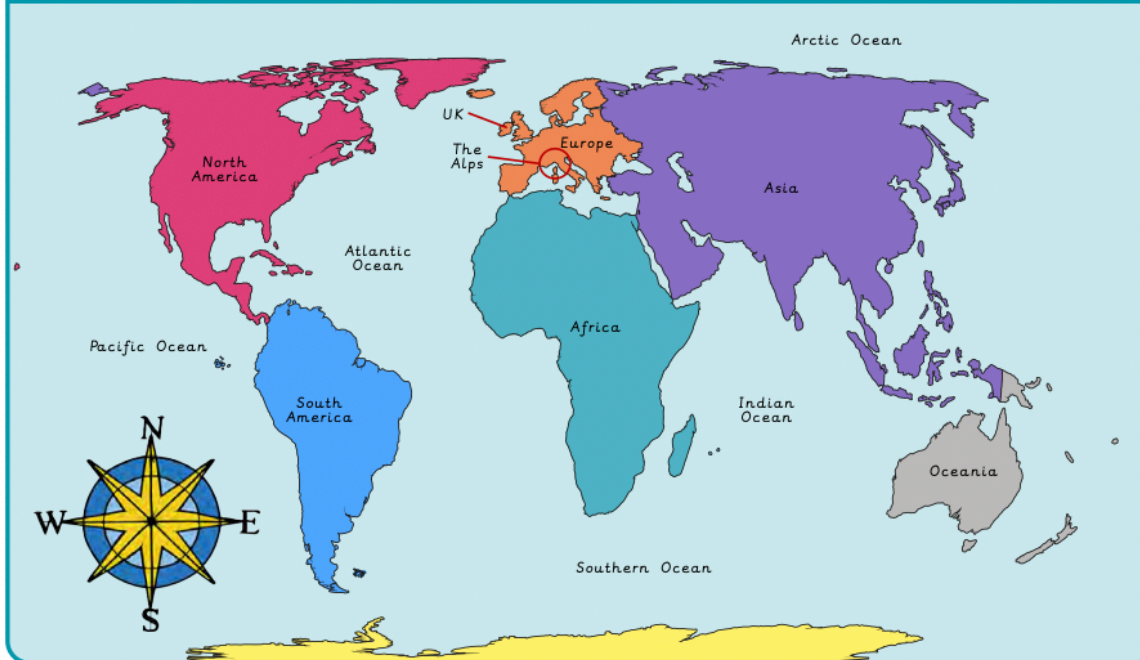 Arctic Ocean
UK
The
Alps
Europe
North
America
Asia
Atlantic
Ocean
Africa
Pacific Ocean
South
America
Indian
Ocean
N
W
E
S
Oceania
Southern Ocean